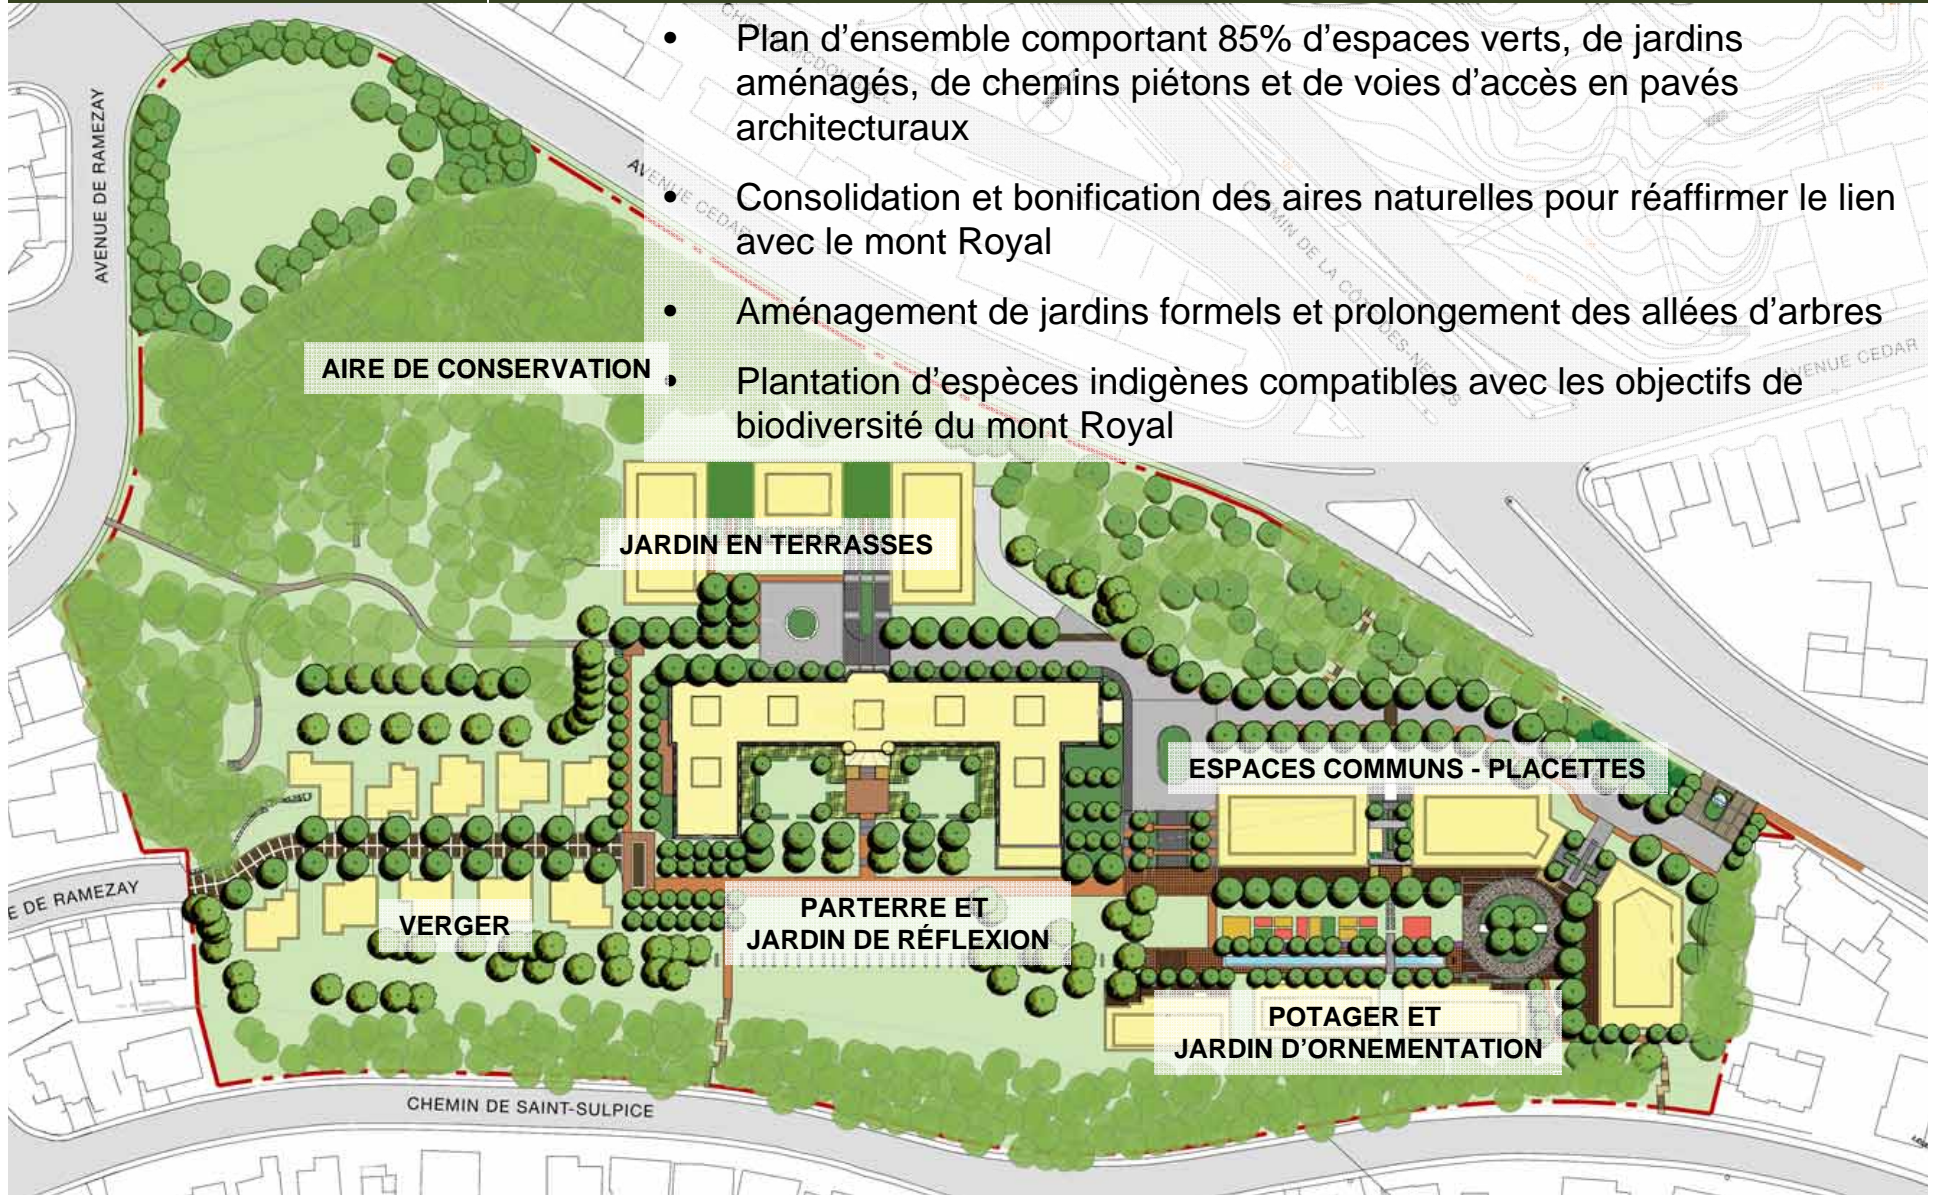 • Plan d’ensemble comportant 85% d’espaces verts, de jardins
aménagés, de chemins piétons et de voies d’accès en pavés
architecturaux
• Consolidation et bonification des aires naturelles pour réaffirmer le lien
avec le mont Royal
• Aménagement de jardins formels et prolongement des allées d’arbres
• Plantation d’espèces indigènes compatibles avec les objectifs de
biodiversité du mont Royal
AVENUE DE RAMEZAY
AVENUE CEDAR
CHEMIN DE LA CÔTE-DES-NEIGES
AVENUE CEDAR
AIRE DE CONSERVATION
JARDIN EN TERRASSES
ESPACES COMMUNS - PLACETTES
E DE RAMEZAY
VERGER
PARTERRE ET
JARDIN DE RÉFLEXION
POTAGER ET
JARDIN D’ORNEMENTATION
CHEMIN DE SAINT-SULPICE